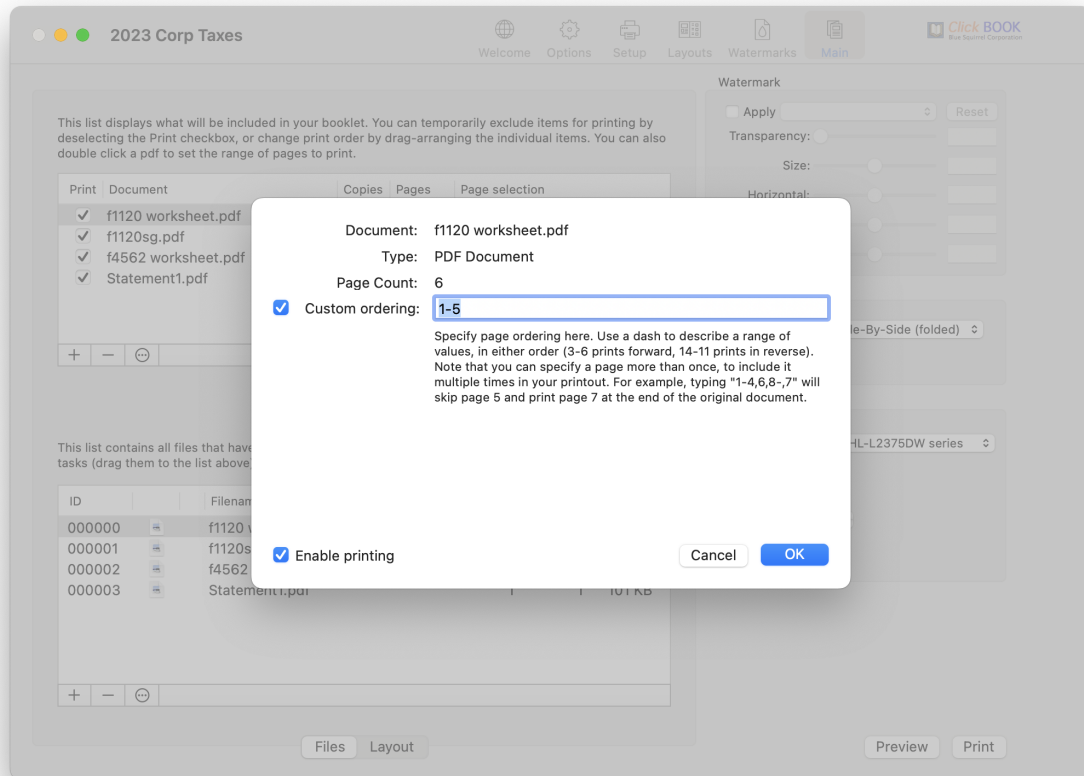 2023 Corp Taxes
Welcome Options Setup Layouts Watermarks Main
Click BOOK
Blue Squirrel Corporation
This list displays what will be included in your booklet. You can temporarily exclude items for printing by
deselecting the Print checkbox, or change print order by drag-arranging the individual items. You can also
double click a pdf to set the range of pages to print.
Print Document Copies Pages Page selection
f1120 worksheet.pdf
f1120sg.pdf
f4562 worksheet.pdf
Statement1.pdf
Watermark
Apply Reset
Transparency:
Size:
Horizontal:
Document: f1120 worksheet.pdf
Type: PDF Document
Page Count: 6
Custom ordering: 1-5
Specify page ordering here. Use a dash to describe a range of
values, in either order (3-6 prints forward, 14-11 prints in reverse).
Note that you can specify a page more than once, to include it
multiple times in your printout. For example, typing "1-4,6,8-,7" will
skip page 5 and print page 7 at the end of the original document.
Enable printing Cancel OK
e-By-Side (folded)
HL-L2375DW series
This list contains all files that have
tasks (drag them to the list above
ID Filenam
000000 f1120 w
000001 f1120s
000002 f4562
000003 Statement1.pdf 1 1 101 KB
Files Layout
Preview Print